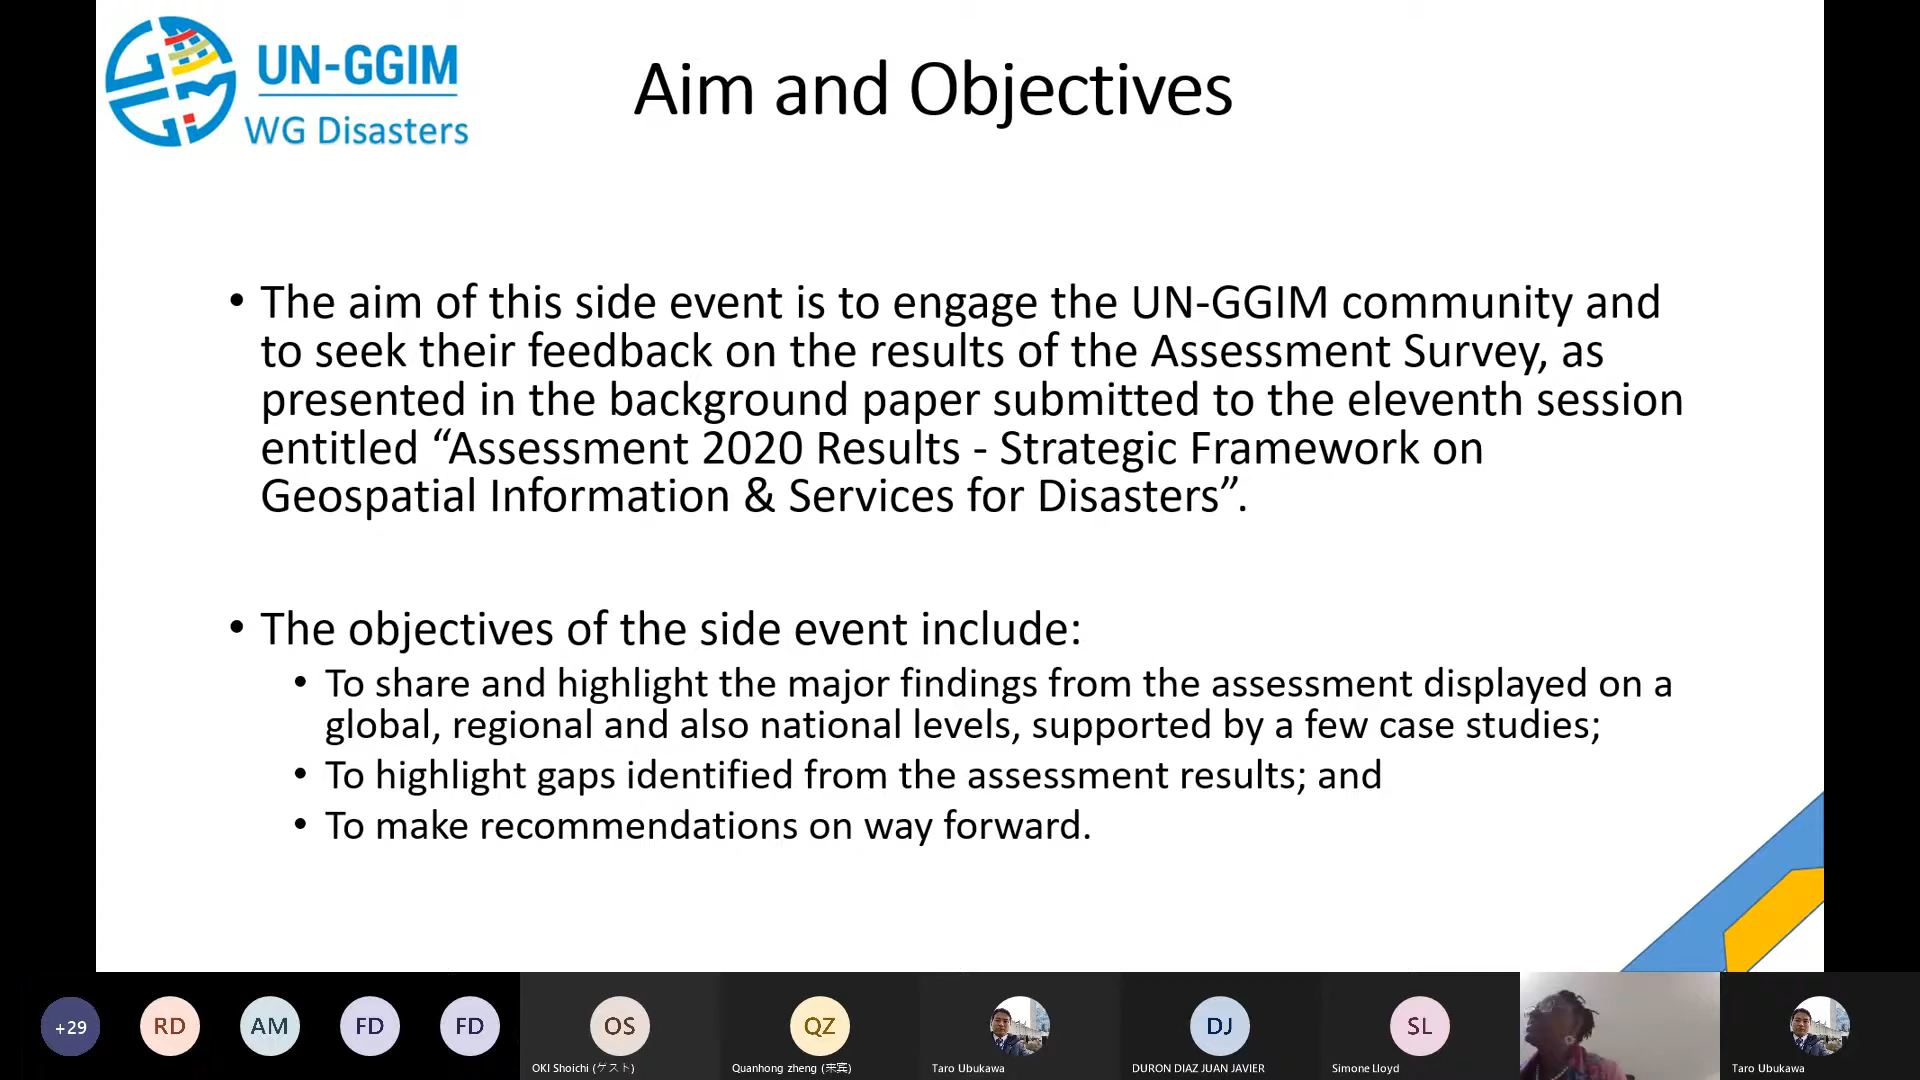 UN-GGIM
WG Disasters
Aim and Objectives
• The aim of this side event is to engage the UN-GGIM community and
to seek their feedback on the results of the Assessment Survey, as
presented in the background paper submitted to the eleventh session
entitled “Assessment 2020 Results - Strategic Framework on
Geospatial Information & Services for Disasters”.
• The objectives of the side event include:
• To share and highlight the major findings from the assessment displayed on a
global, regional and also national levels, supported by a few case studies;
• To highlight gaps identified from the assessment results; and
• To make recommendations on way forward.
+29
RD
AM
FD
FD
OS
QZ
DJ
SL
OKI Shoichi (ゲスト)
Quanhong zheng (来宾)
Taro Ubukawa
DURON DIAZ JUAN JAVIER
Simone Lloyd
Taro Ubukawa